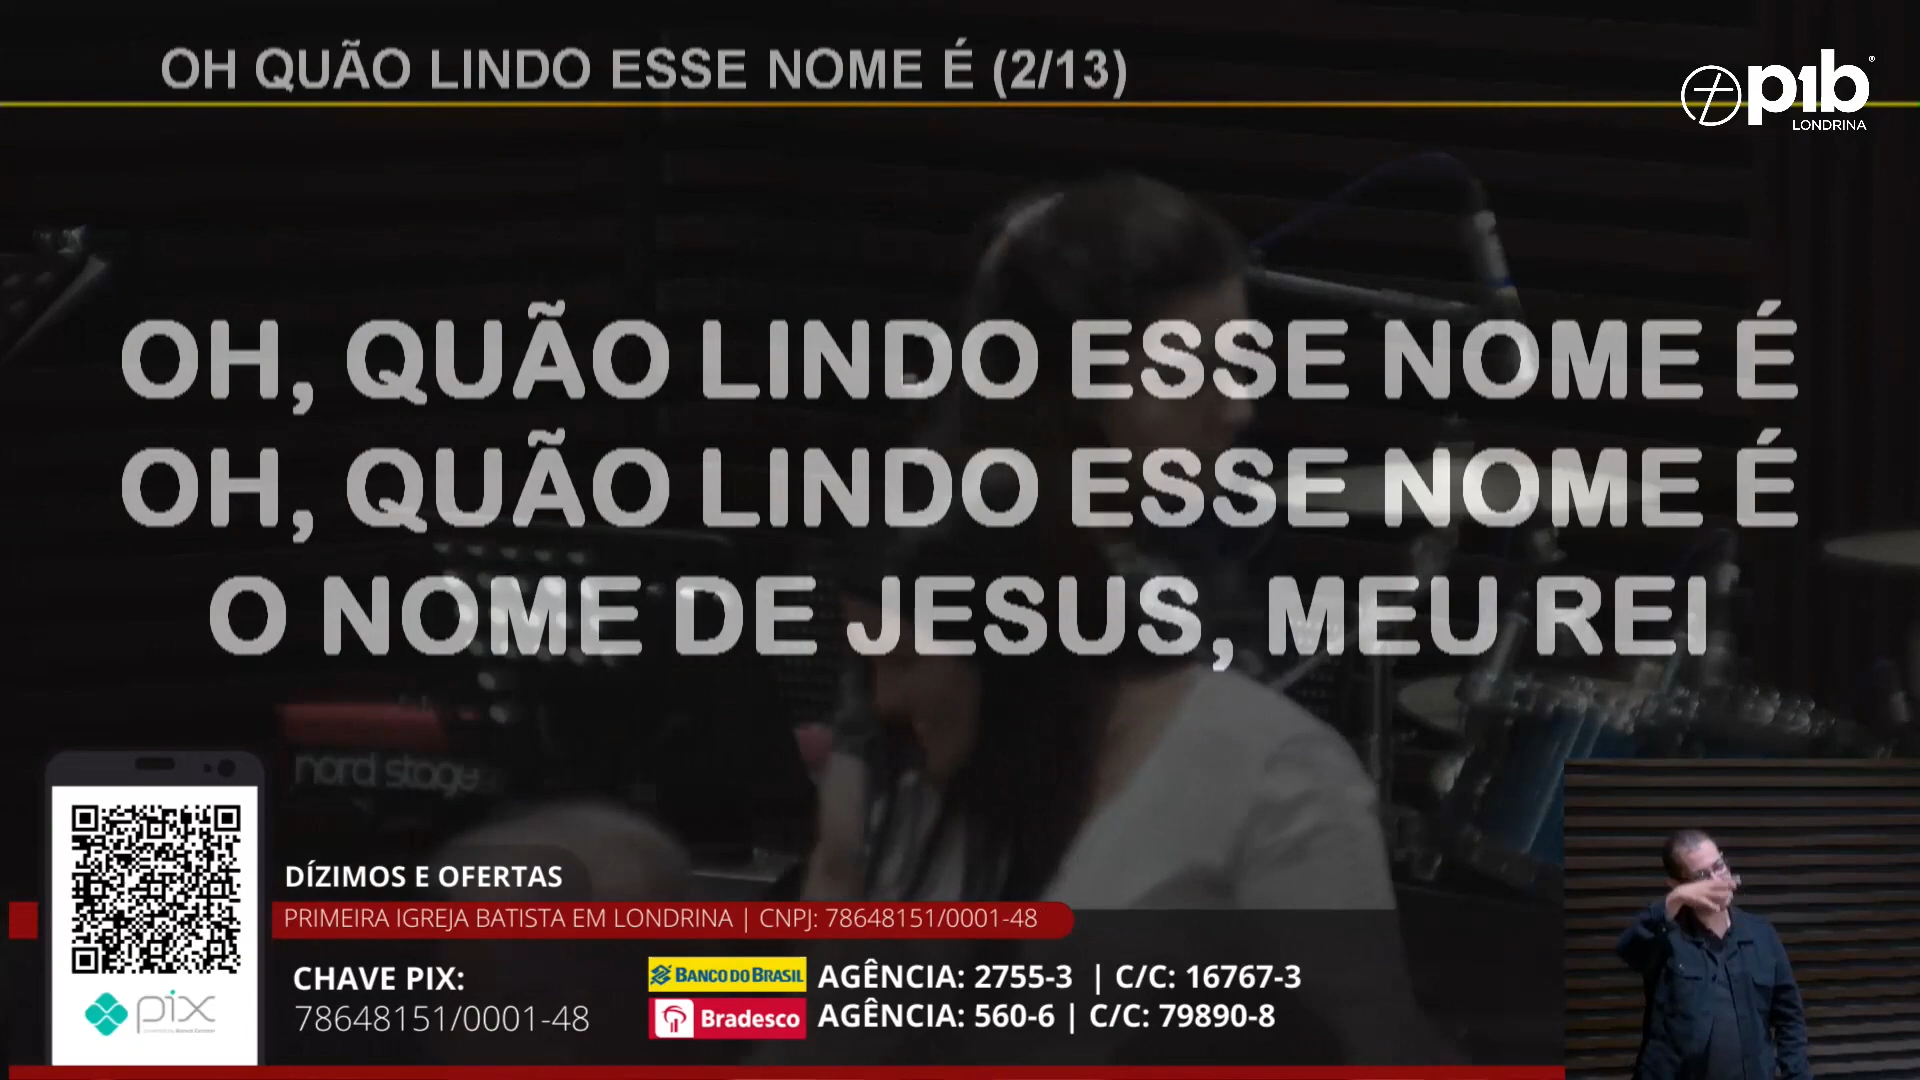 OH QUÃO LINDO ESSE NOME É (2/13)
p1b
LONDRINA
OH, QUÃO LINDO ESSE NOME É
OH, QUÃO LINDO ESSE NOME É
O NOME DE JESUS, MEU REI
nord stage
DÍZIMOS E OFERTAS
PRIMEIRA IGREJA BATISTA EM LONDRINA | CNPJ: 78648151/0001-48
CHAVE PIX:
78648151/0001-48
pix
BANCO DO BRASIL AGÊNCIA: 2755-3 | C/C: 16767-3
Bradesco AGÊNCIA: 560-6 | C/C: 79890-8